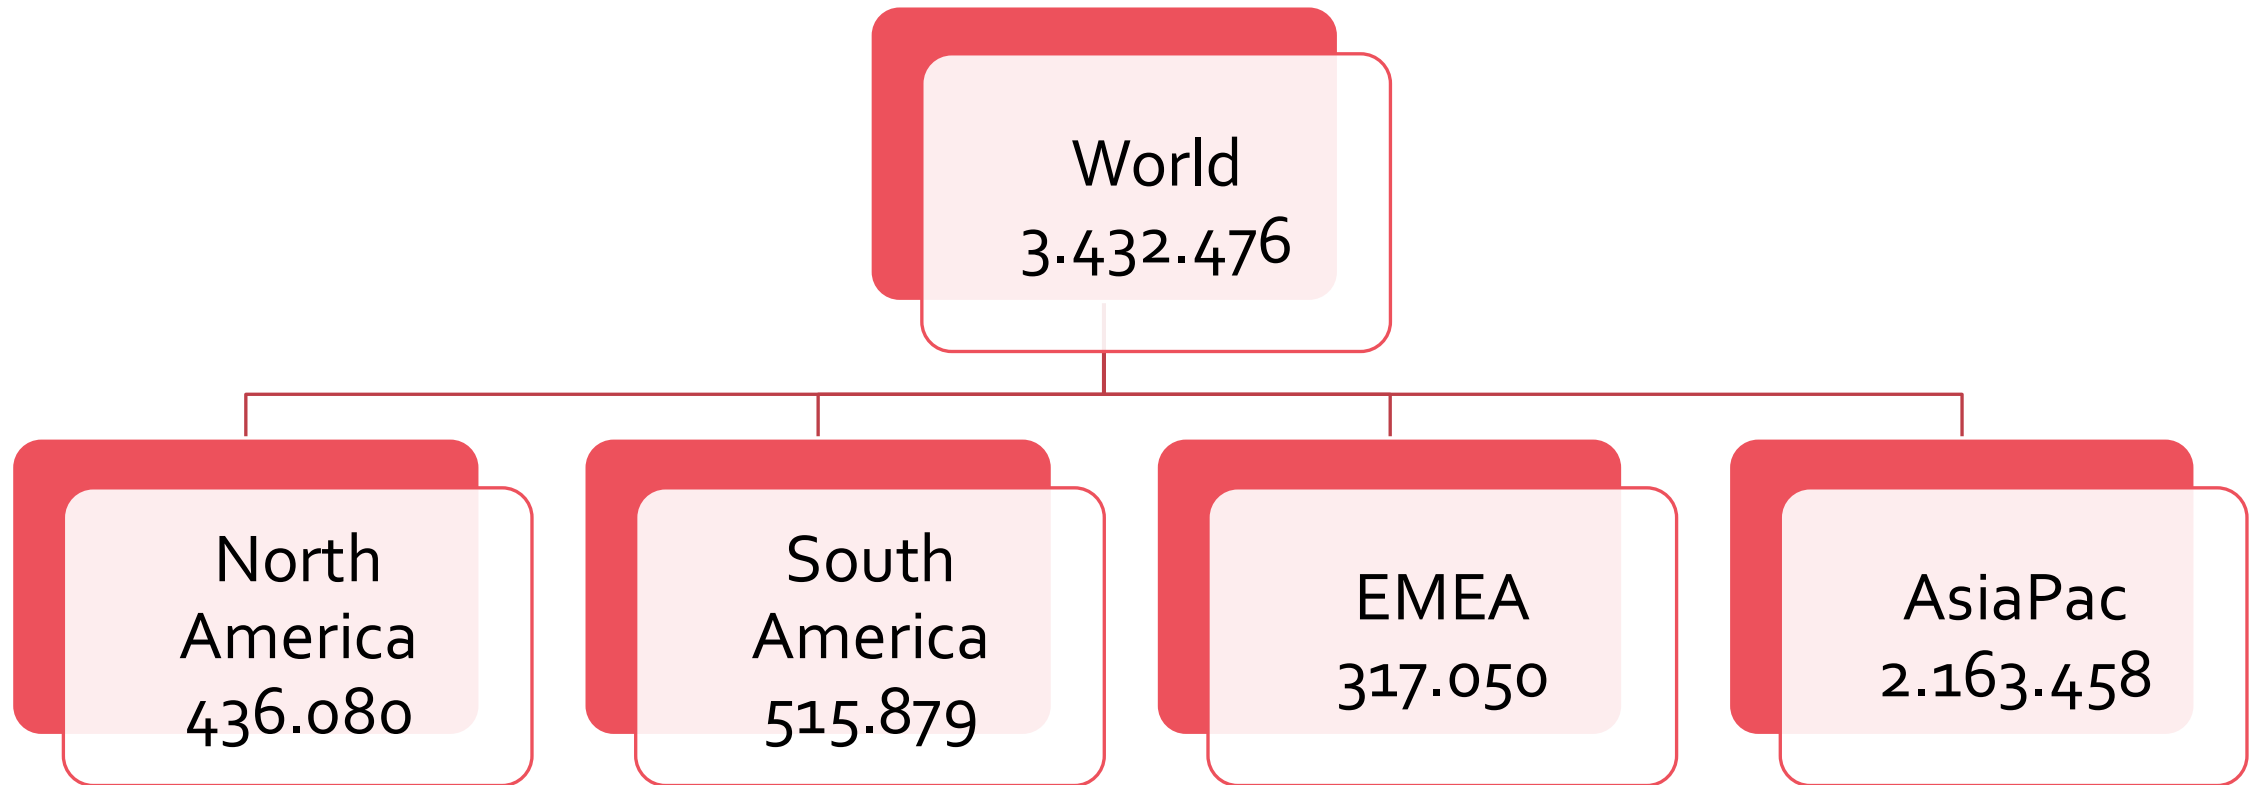 World
3.432.476
North
America
436.080
South
America
515.879
EMEA
317.050
AsiaPac
2.163.458